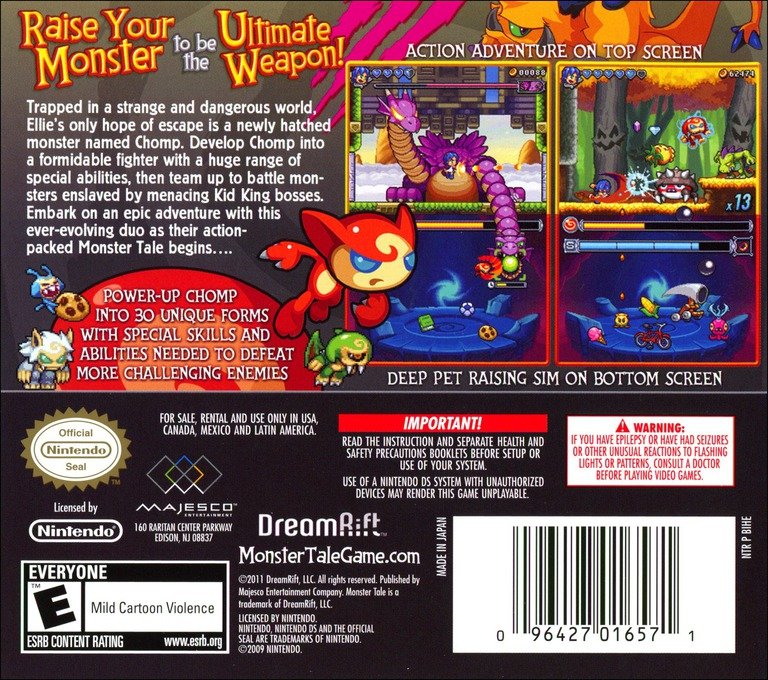 Raise Your Monster to be the Ultimate Weapon!
Trapped in a strange and dangerous world,
Ellie's only hope of escape is a newly hatched
monster named Chomp. Develop Chomp into
a formidable fighter with a huge range of
special abilities, then team up to battle mon-
sters enslaved by menacing Kid King bosses.
Embark on an epic adventure with this
ever-evolving duo as their action-
packed Monster Tale begins....
POWER-UP CHOMP
INTO 30 UNIQUE FORMS
WITH SPECIAL SKILLS AND
ABILITIES NEEDED TO DEFEAT
MORE CHALLENGING ENEMIES
ACTION ADVENTURE ON TOP SCREEN
00088
62474
x13
DEEP PET RAISING SIM ON BOTTOM SCREEN
Official
Nintendo
Seal
TM
Licensed by
Nintendo
FOR SALE, RENTAL AND USE ONLY IN USA,
CANADA, MEXICO AND LATIN AMERICA.
MAJESCO
ENTERTAINMENT
160 RARITAN CENTER PARKWAY
EDISON, NJ 08837
IMPORTANT!
READ THE INSTRUCTION AND SEPARATE HEALTH AND
SAFETY PRECAUTIONS BOOKLETS BEFORE SETUP OR
USE OF YOUR SYSTEM.
USE OF A NINTENDO DS SYSTEM WITH UNAUTHORIZED
DEVICES MAY RENDER THIS GAME UNPLAYABLE.
WARNING:
IF YOU HAVE EPILEPSY OR HAVE HAD SEIZURES
OR OTHER UNUSUAL REACTIONS TO FLASHING
LIGHTS OR PATTERNS, CONSULT A DOCTOR
BEFORE PLAYING VIDEO GAMES.
DreamRift
MonsterTaleGame.com
©2011 DreamRift, LLC. All rights reserved. Published by
Majesco Entertainment Company. Monster Tale is a
trademark of DreamRift, LLC.
LICENSED BY NINTENDO.
NINTENDO, NINTENDO DS AND THE OFFICIAL
SEAL ARE TRADEMARKS OF NINTENDO.
©2009 NINTENDO.
EVERYONE
TM
E
Mild Cartoon Violence
ESRB CONTENT RATING www.esrb.org
MADE IN JAPAN
0 96427 01657 1
NTR P BIHE